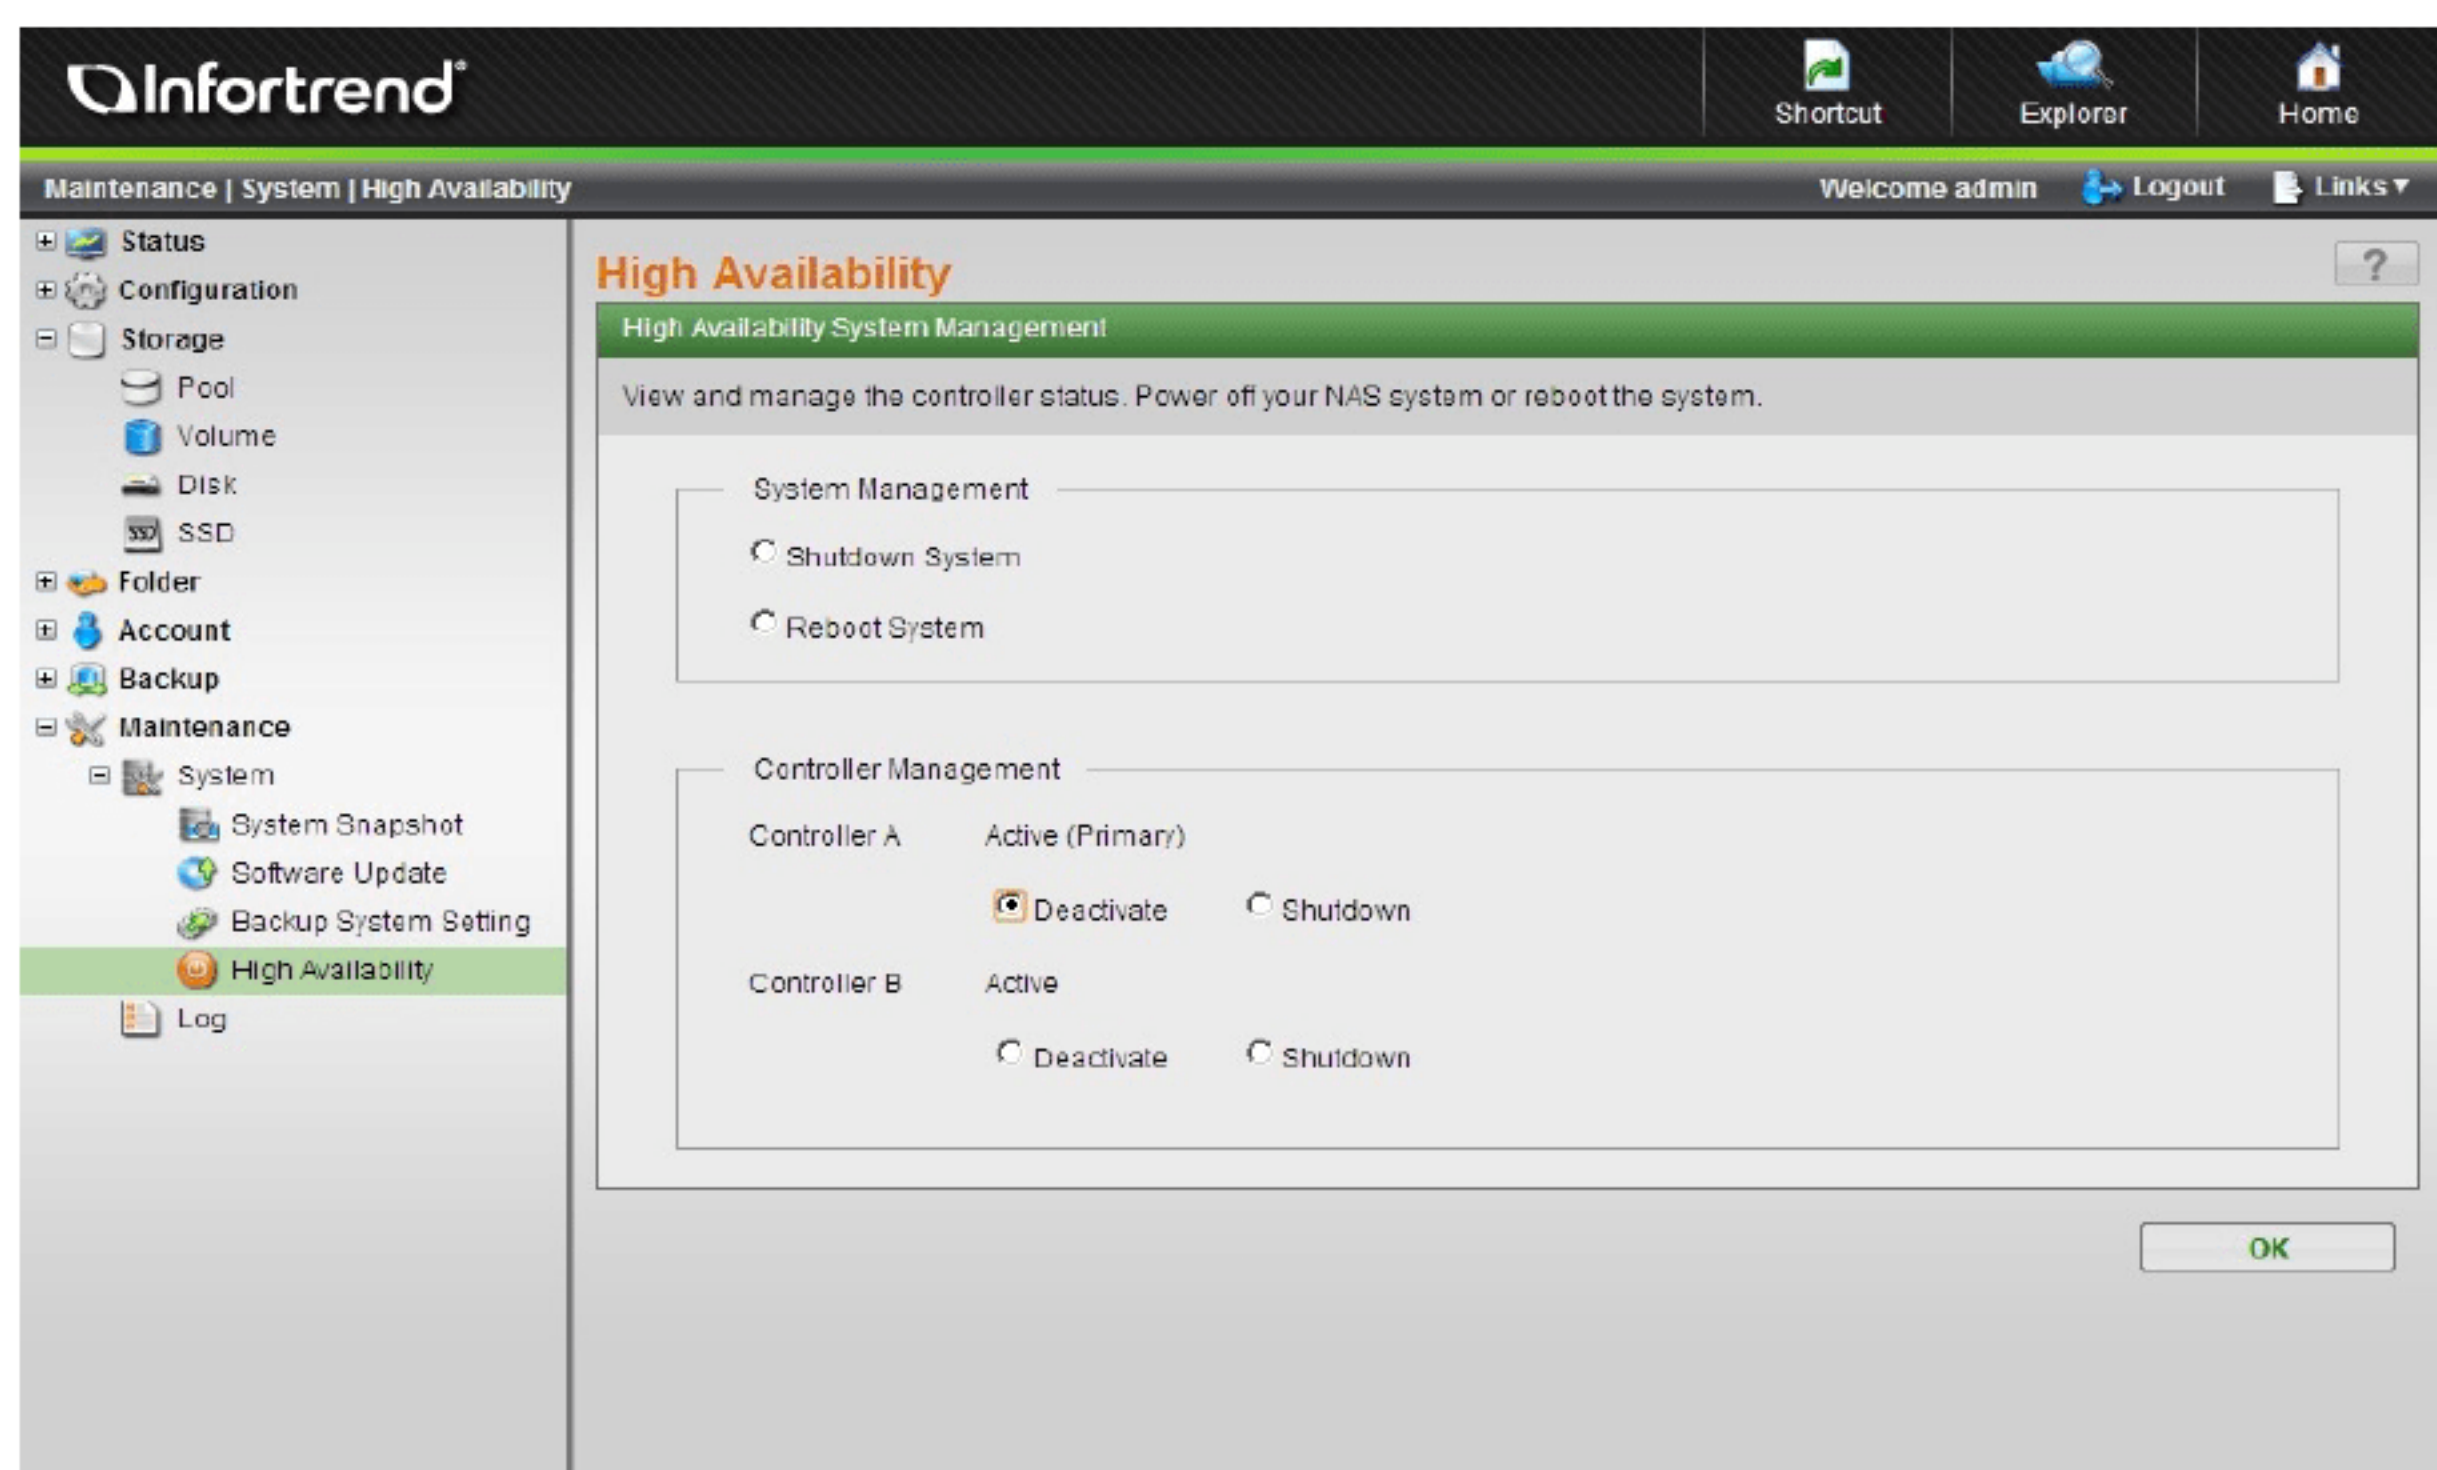 Infortrend
Shortcut
Explorer
Home
Maintenance | System | High Availability
Welcome admin
Logout
Links
Status
Configuration
Storage
Pool
Volume
Disk
SSD
Folder
Account
Backup
Maintenance
System
System Snapshot
Software Update
Backup System Setting
High Availability
Log
High Availability
?
High Availability System Management
View and manage the controller status. Power off your NAS system or reboot the system.
System Management
Shutdown System
Reboot System
Controller Management
Controller A Active (Primary)
Deactivate Shutdown
Controller B Active
Deactivate Shutdown
OK